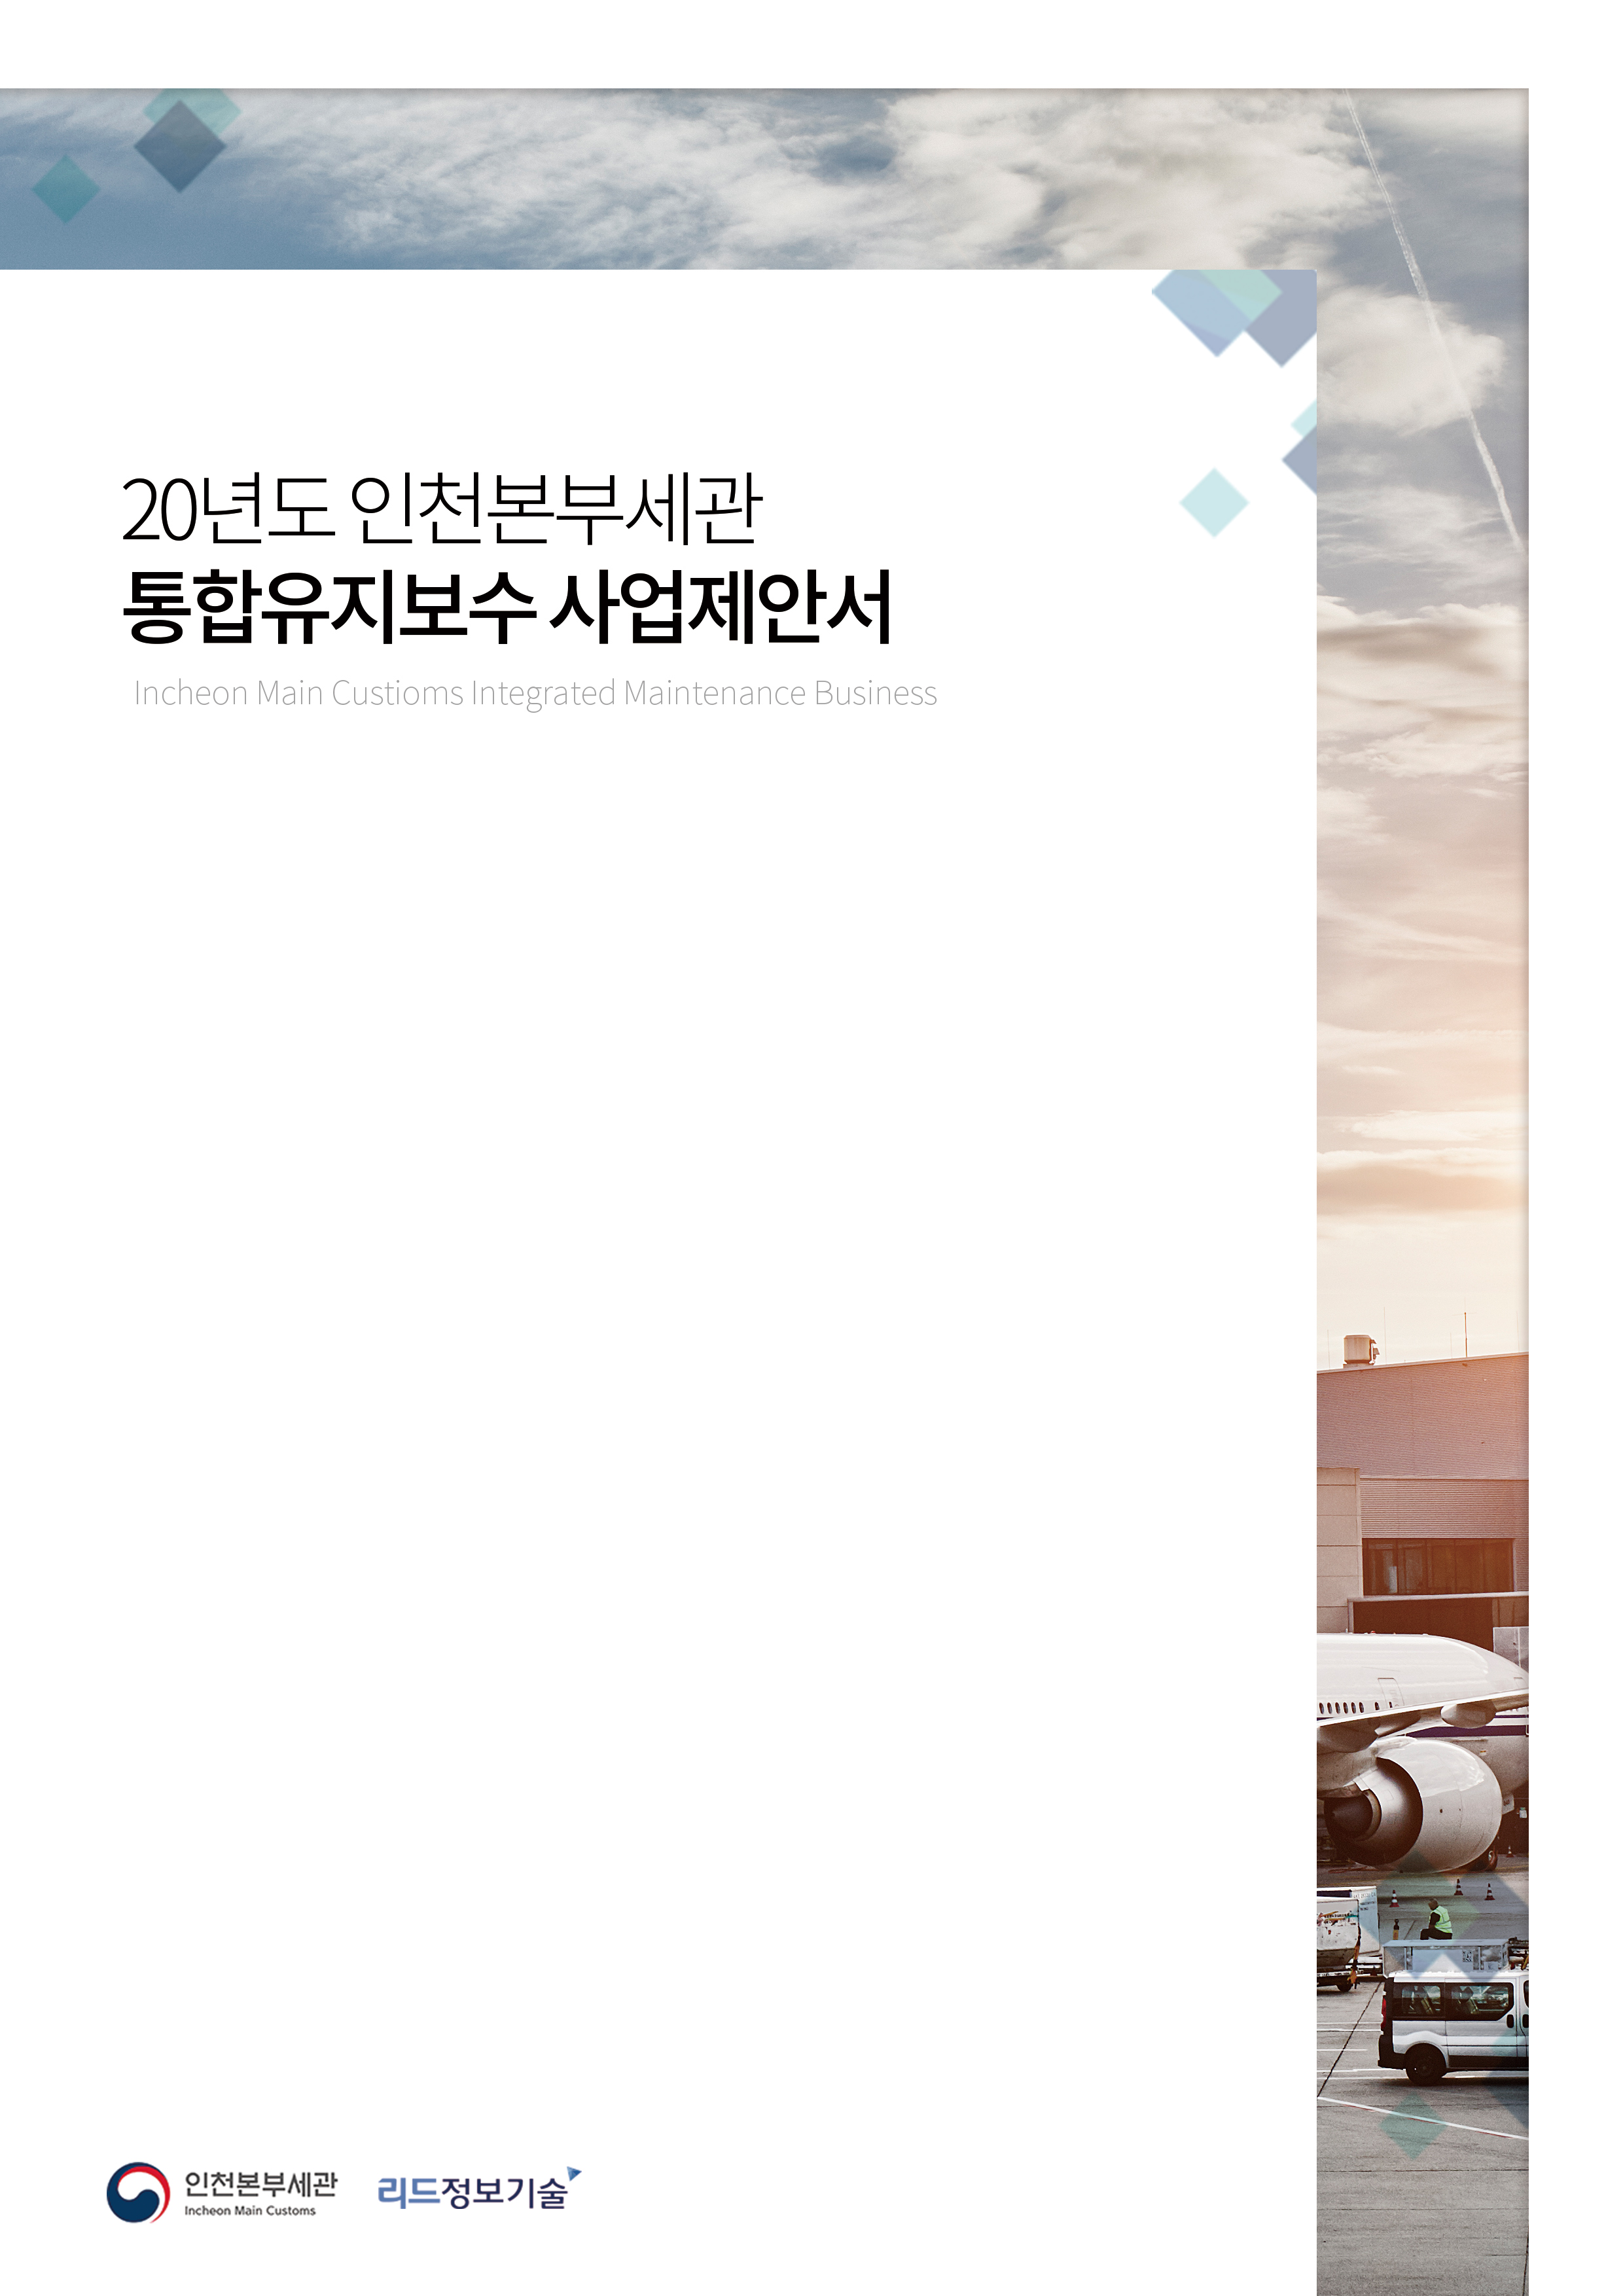 20년도 인천본부세관
통합유지보수 사업제안서
Incheon Main Custioms Integrated Maintenance Business
인천본부세관
Incheon Main Customs
리드정보기술